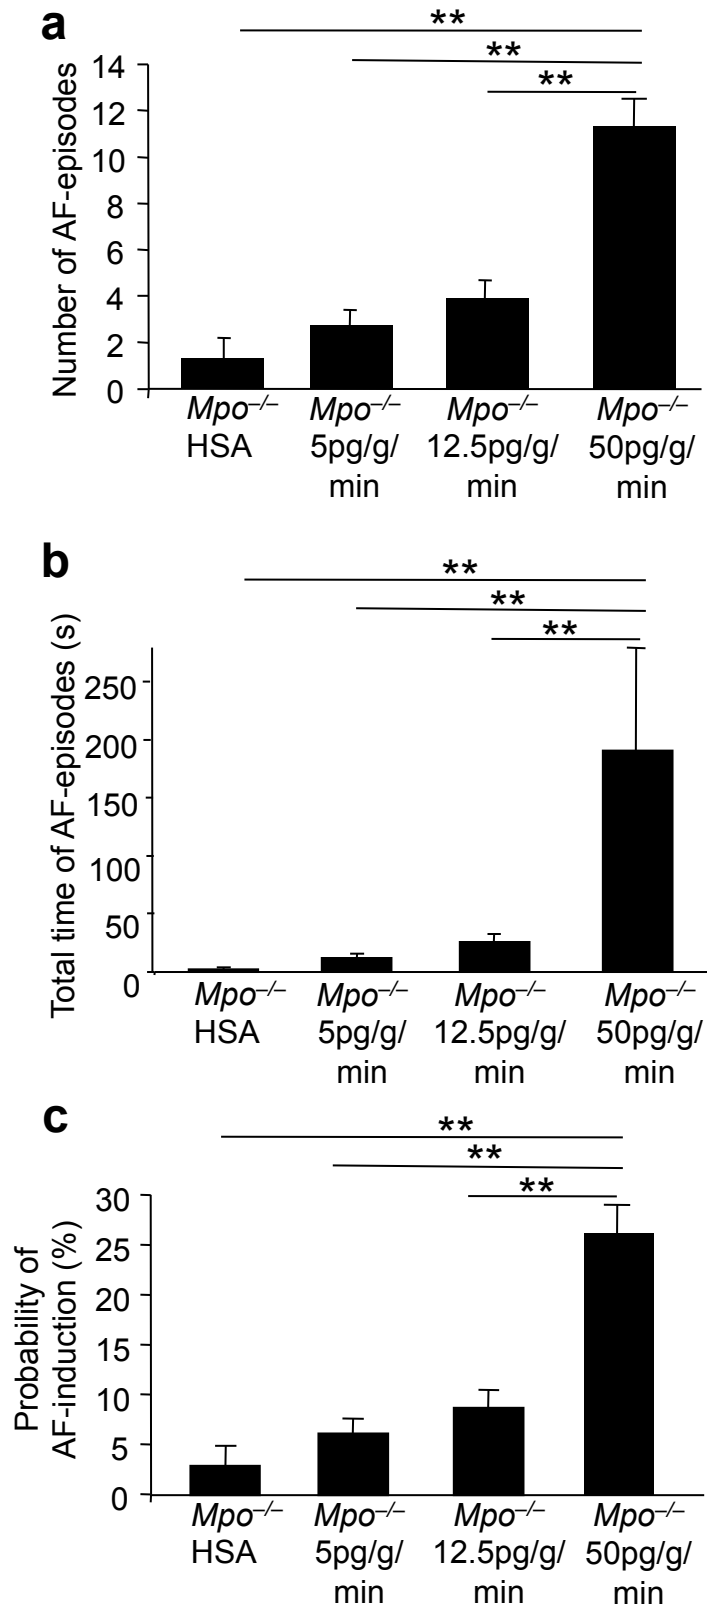 a
**
**
**
Number of AF-episodes
14
12
10
8
6
4
2
0
Mpo–/– Mpo–/– Mpo–/– Mpo–/–
HSA 5pg/g/ 12.5pg/g/ 50pg/g/
min min min
b
**
**
**
Total time of AF-episodes (s)
250
200
150
100
50
0
Mpo–/– Mpo–/– Mpo–/– Mpo–/–
HSA 5pg/g/ 12.5pg/g/ 50pg/g/
min min min
c
**
**
**
Probability of
AF-induction (%)
30
25
20
15
10
5
0
Mpo–/– Mpo–/– Mpo–/– Mpo–/–
HSA 5pg/g/ 12.5pg/g/ 50pg/g/
min min min